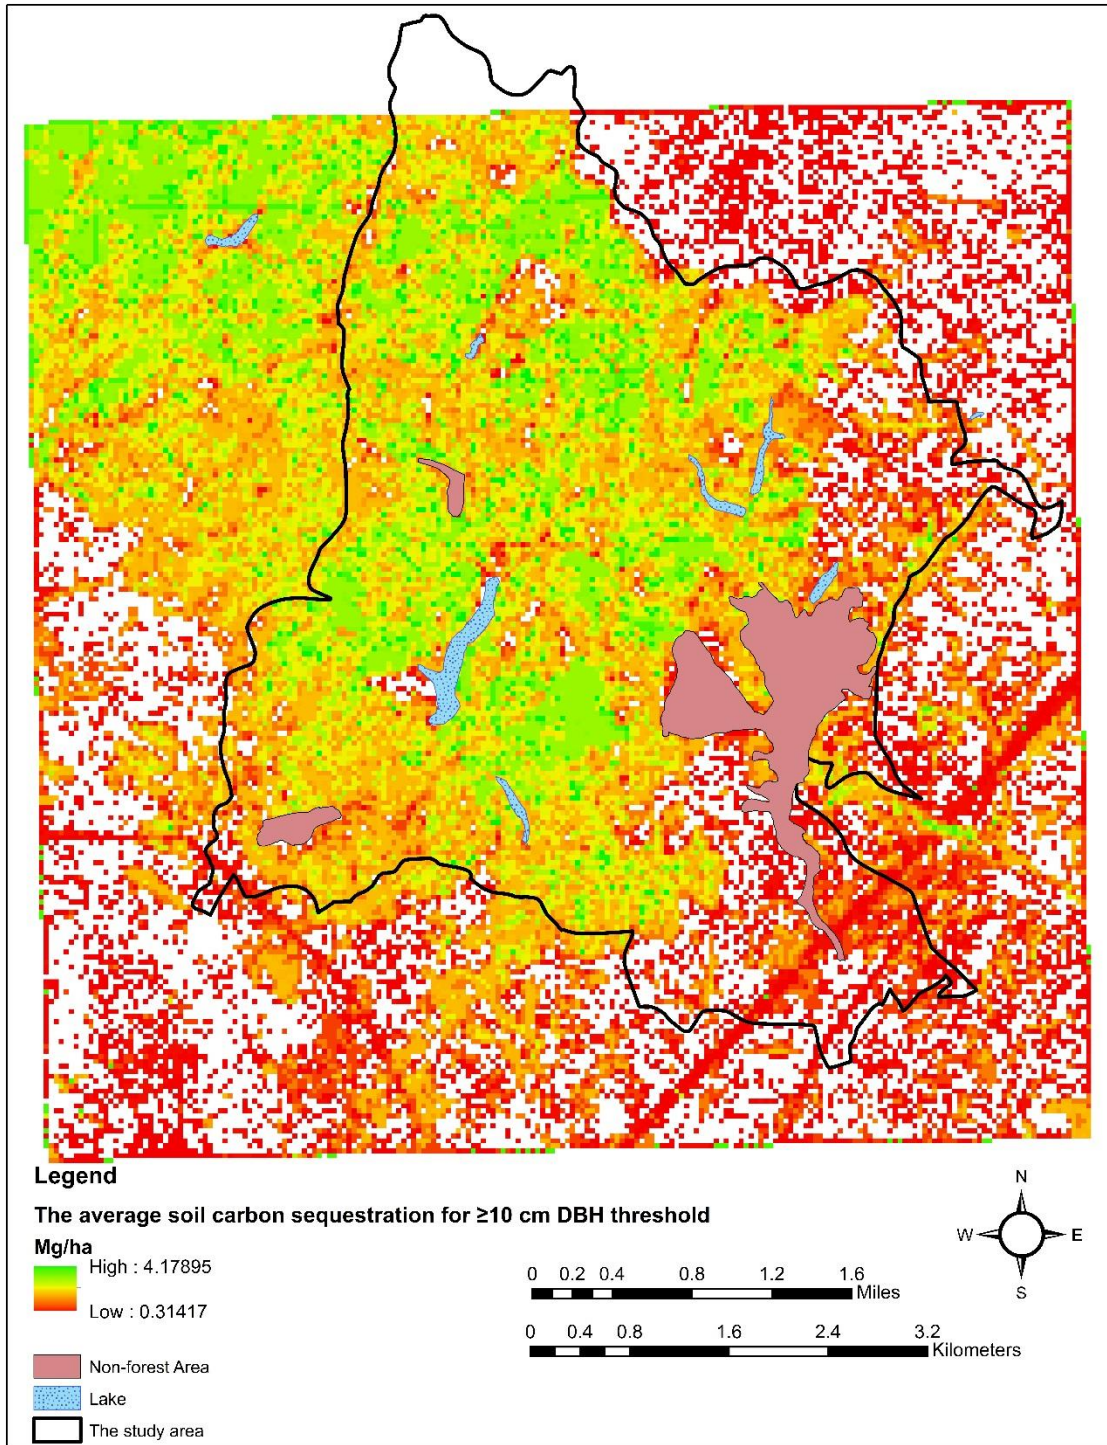 Legend
The average soil carbon sequestration for ≥10 cm DBH threshold
Mg/ha
High : 4.17895
Low : 0.31417
Non-forest Area
Lake
The study area
0 0.2 0.4 0.8 1.2 1.6
Miles
0 0.4 0.8 1.6 2.4 3.2
Kilometers
N
W E
S